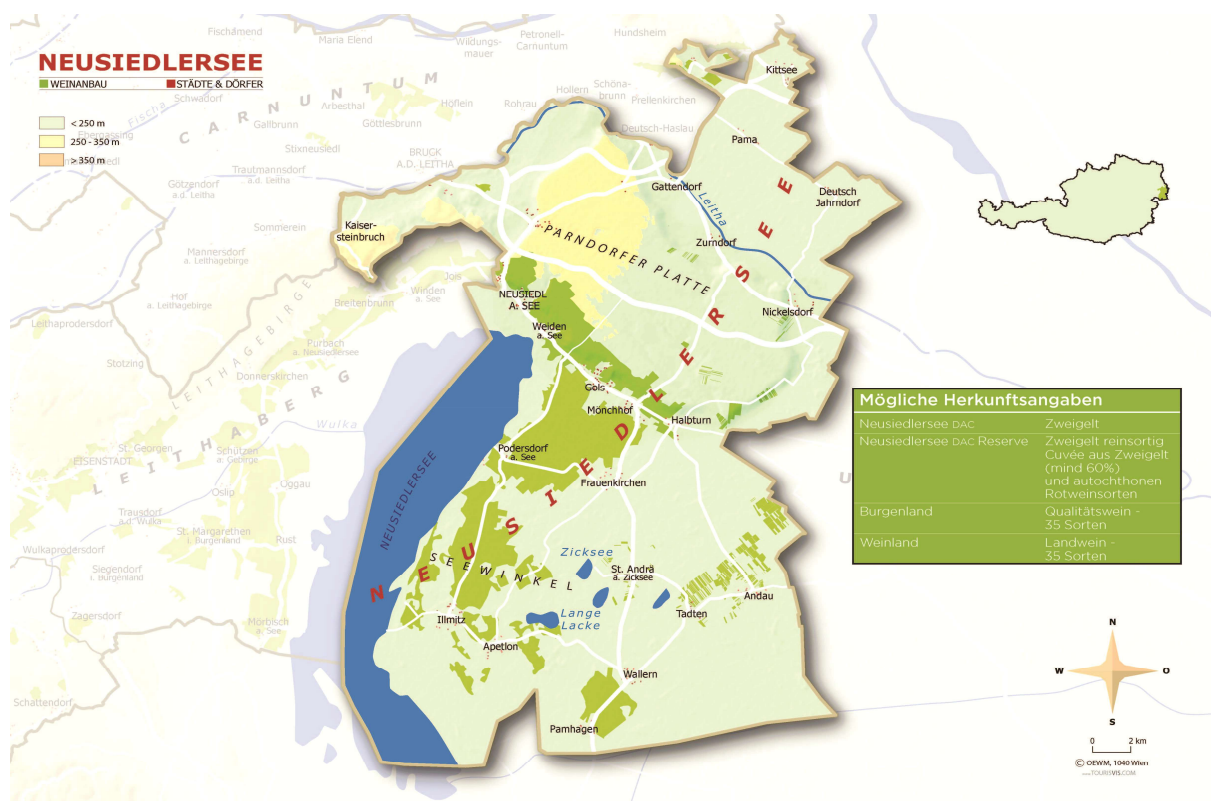 NEUSIEDLERSEE
WEINANBAU
STÄDTE & DÖRFER
< 250 m
250 - 350 m
> 350 m
Fischamend
Maria Elend
Wildungs-
mauer
Petronell-
Carnuntum
Hundsheim
Fischa
Schwadorf
CARNUNTUM
Arbesthal
Höflein
Göttlesbrunn
Gallbrunn
Stixneusiedl
Rohrau
Hollern
Schöna-
brunn
Prellenkirchen
Deutsch-Haslau
Ebergassing
Trautmannsdorf
a.d. Leitha
BRUCK
A.D. LEITHA
Götzendorf
a.d. Leitha
Sommerein
Mannersdorf
a. Leithagebirge
Hof
a. Leithagebirge
Kittsee
Pama
Gattendorf
Deutsch
Jahrndorf
Leitha
Zurndorf
Kaiser-
steinbruch
PARNDORFER PLATTE
Nickelsdorf
Jois
Winden
a. See
Breitenbrunn
NEUSIEDL
A. SEE
Weiden
a. See
Leithaprodersdorf
Stotzing
LEITHAGEBIRGE
Purbach
a. Neusiedlersee
Donnerskirchen
LEITHABERG
Wulka
Gols
Mönchhof
Halbturn
Podersdorf
a. See
Frauenkirchen
NEUSIEDLERSEE
NEUSIEDLERSEE
St. Georgen
EISENSTADT
Schützen
a. Gebirge
Oslip
Oggau
Trausdorf
a.d. Wulka
St. Margarethen
i. Burgenland
Rust
Wulkaprodersdorf
Siegendorf
i. Burgenland
Zagersdorf
Mörbisch
a. See
Schattendorf
SEEWINKEL
Zicksee
St. Andrä
a. Zicksee
Lange
Lacke
Illmitz
Apetlon
Tadten
Andau
Wallern
Pamhagen
Mögliche Herkunftsangaben
Neusiedlersee DAC Zweigelt
Neusiedlersee DAC Reserve Zweigelt reinsortig
Cuvée aus Zweigelt
(mind 60%)
und autochthonen
Rotweinsorten
Burgenland Qualitätswein -
35 Sorten
Weinland Landwein -
35 Sorten
N
W
O
S
0 2 km
© OEWM, 1040 Wien
www.TOURISVIS.COM